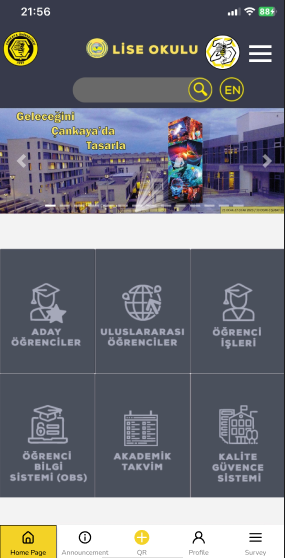 21:56
88
LİSE OKULU
EN
Geleceğini
Çankaya'da
Tasarla
ADAY
ÖĞRENCİLER
ULUSLARARASI
ÖĞRENCİLER
ÖĞRENCİ
İŞLERİ
ÖĞRENCİ
BİLGİ
SİSTEMİ (OBS)
AKADEMİK
TAKVİM
KALİTE
GÜVENCE
SİSTEMİ
Home Page
Announcement
QR
Profile
Survey